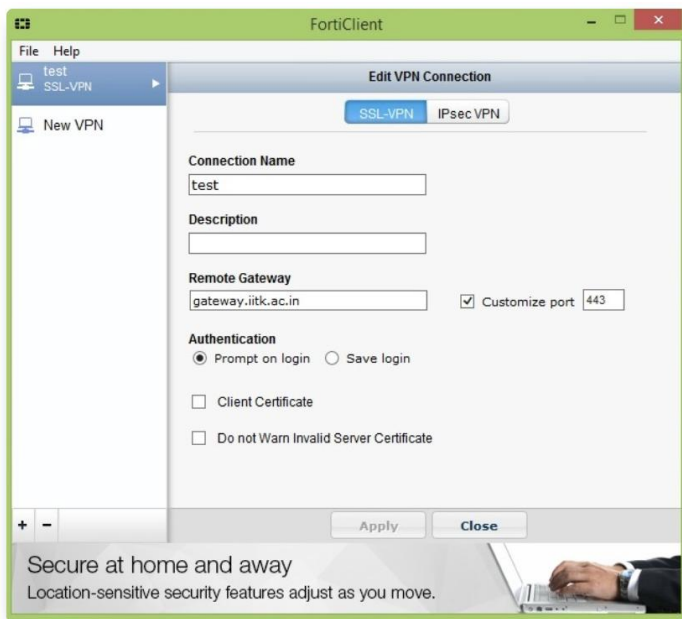 FortiClient
File Help
test
SSL-VPN
New VPN
Edit VPN Connection
SSL-VPN IPsec VPN
Connection Name
test
Description
Remote Gateway
gateway.iitk.ac.in
Customize port 443
Authentication
Prompt on login Save login
Client Certificate
Do not Warn Invalid Server Certificate
+ -
Apply Close
Secure at home and away
Location-sensitive security features adjust as you move.